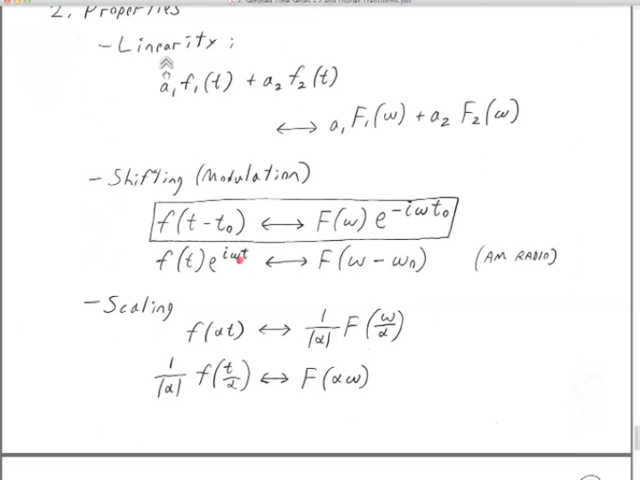 2. Properties
- Linearity:
a₁ f₁(t) + a₂ f₂(t)
⟷ a₁ F₁(ω) + a₂ F₂(ω)
- Shifting (Modulation)
f(t-t₀) ⟷ F(ω) e^{-iωt₀}
f(t) e^{iωt} ⟷ F(ω - ω₀) (AM RADIO)
- Scaling
f(αt) ⟷ 1/|α| F(ω/α)
1/|α| f(t/α) ⟷ F(αω)